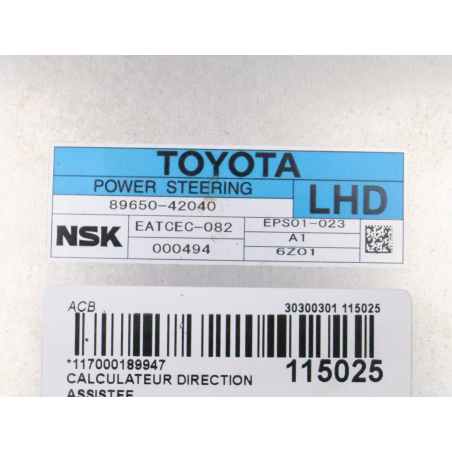 TOYOTA
POWER STEERING
89650-42040
LHD
NSK
EATCEC-082
EPS01-023
000494
A1
6Z01
ACB
30300301 115025
*117000189947
115025
CALCULATEUR DIRECTION
ASSISTEE